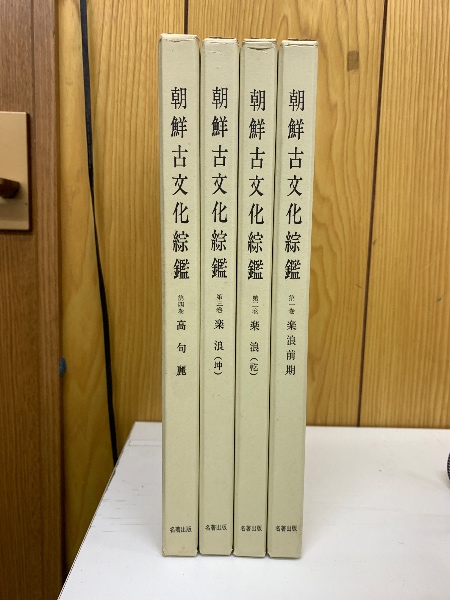 朝鮮古文化綜鑑 第四巻 高句麗 名著出版
朝鮮古文化綜鑑 第三巻 楽浪(坤) 名著出版
朝鮮古文化綜鑑 第二巻 楽浪(乾) 名著出版
朝鮮古文化綜鑑 第一巻 楽浪前期 名著出版